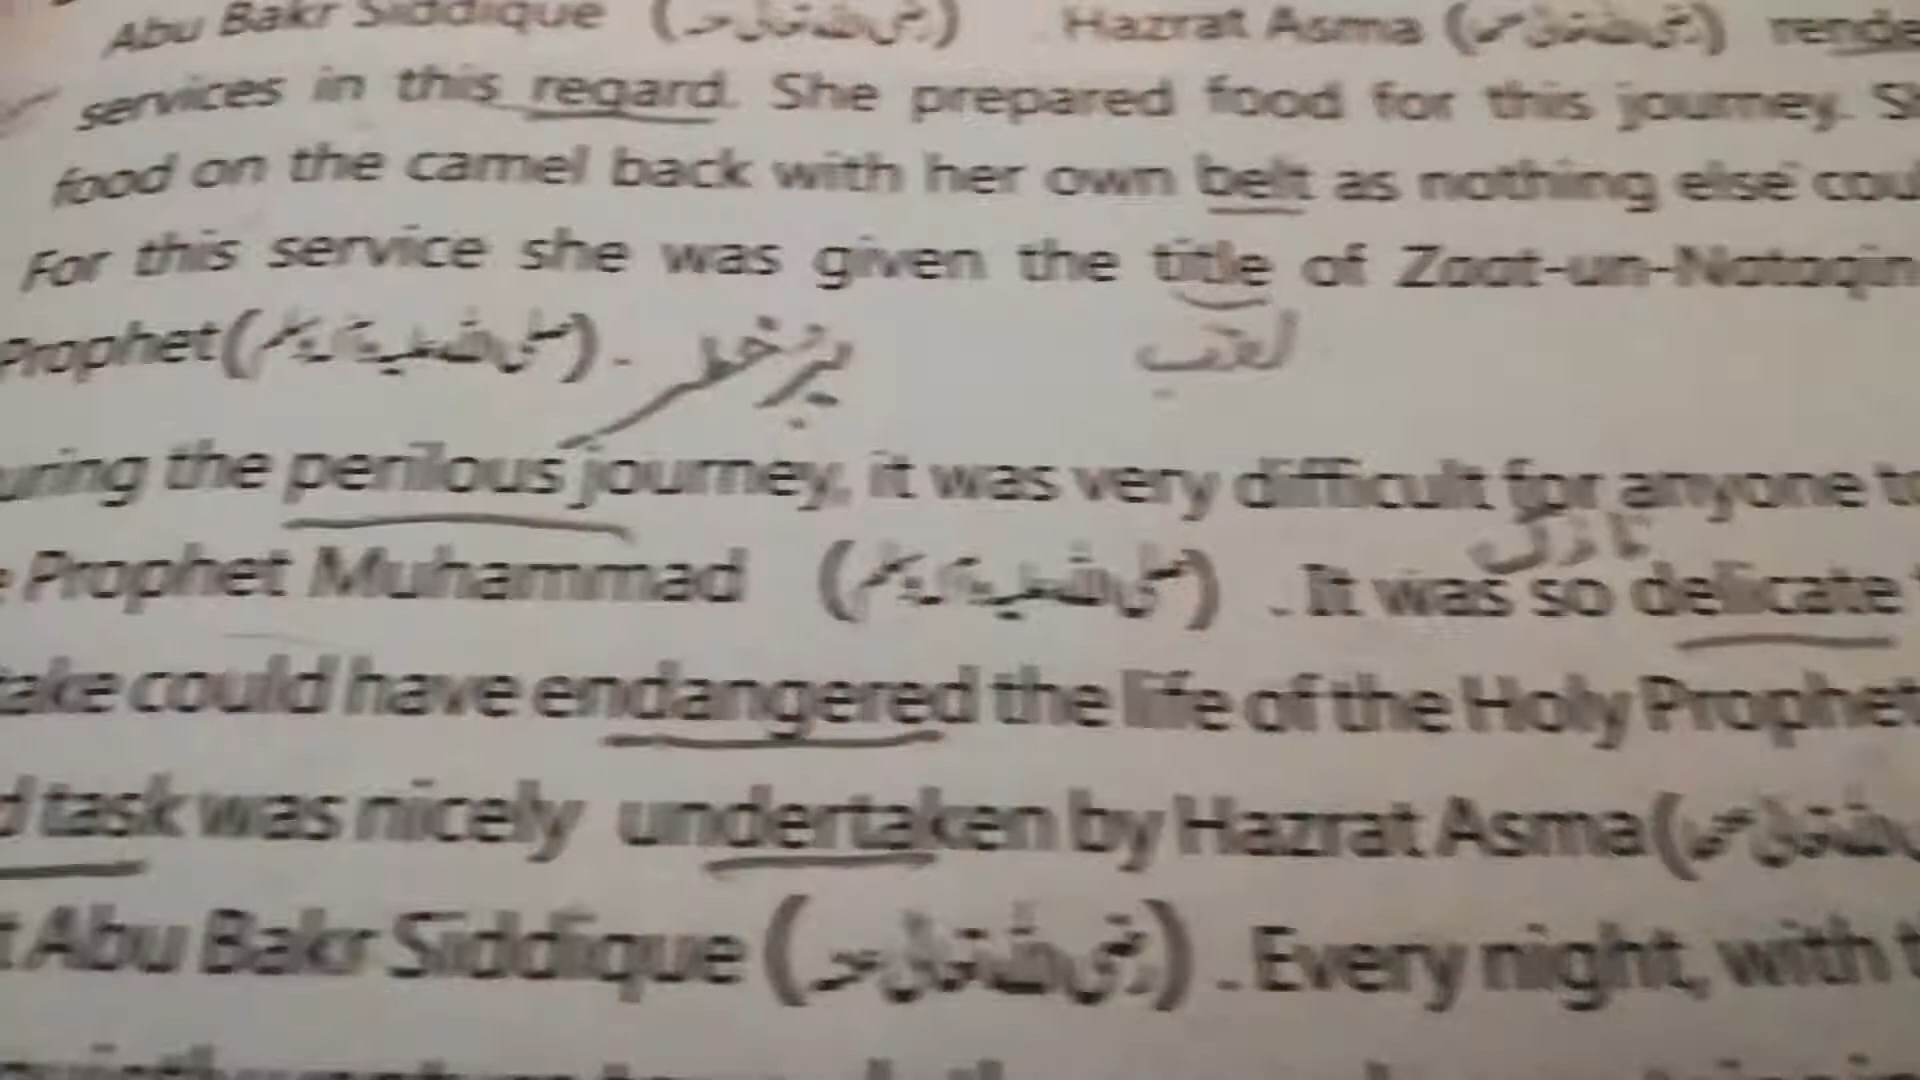 Abu Bakr Siddique (رضی اللہ تعالیٰ عنہ) Hazrat Asma (رضی اللہ تعالیٰ عنہا) rende
services in this regard. She prepared food for this journey. Sh
food on the camel back with her own belt as nothing else coul
For this service she was given the title of Zaat-un-Nataqin
Prophet (صلی اللہ علیہ وآلہ وسلم). پرخطر لقب
uring the perilous journey, it was very difficult for anyone to
نازک
e Prophet Muhammad (صلی اللہ علیہ وآلہ وسلم) . It was so delicate
take could have endangered the life of the Holy Prophet
d task was nicely undertaken by Hazrat Asma (
t Abu Bakr Siddique (رضی اللہ تعالیٰ عنہ) . Every night, with t